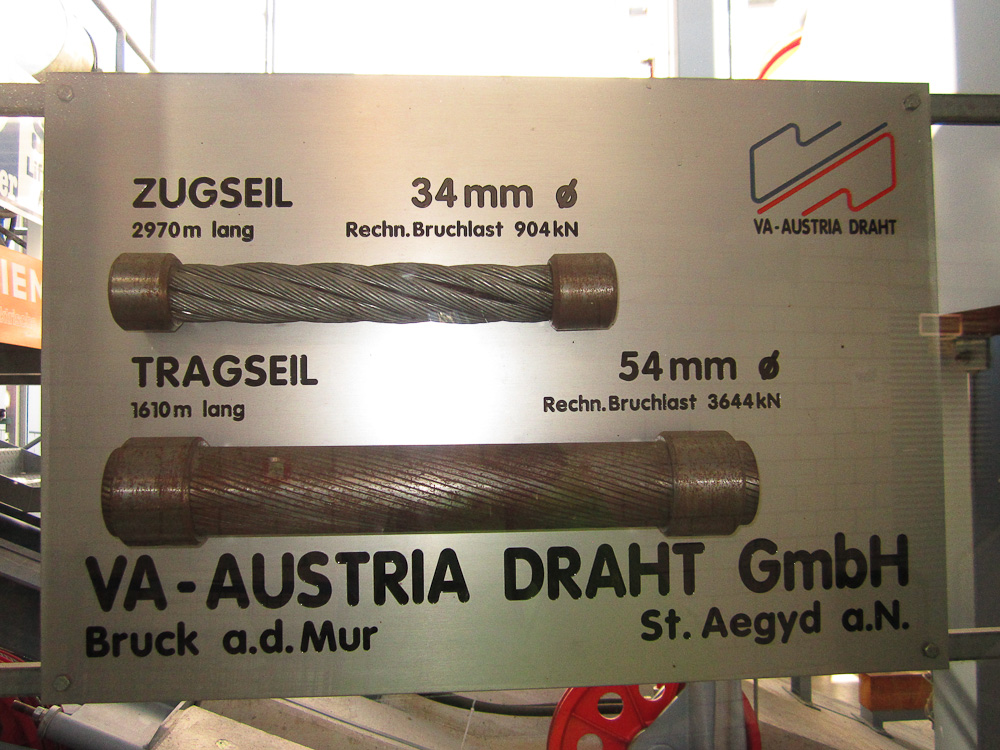 ZUGSEIL 34mm ø
2970m lang Rechn.Bruchlast 904kN
VA-AUSTRIA DRAHT
TRAGSEIL 54mm ø
1610m lang Rechn.Bruchlast 3644kN
VA-AUSTRIA DRAHT GmbH
Bruck a.d.Mur St. Aegyd a.N.